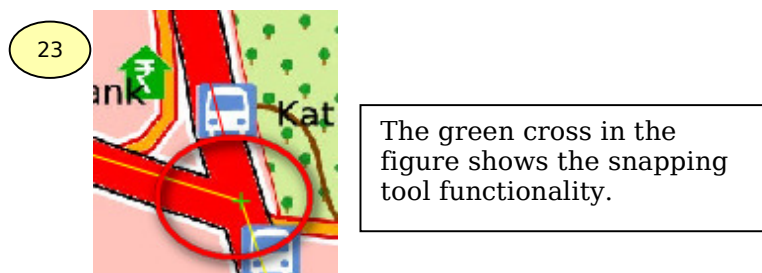 23
ank
₹
Kat
The green cross in the
figure shows the snapping
tool functionality.